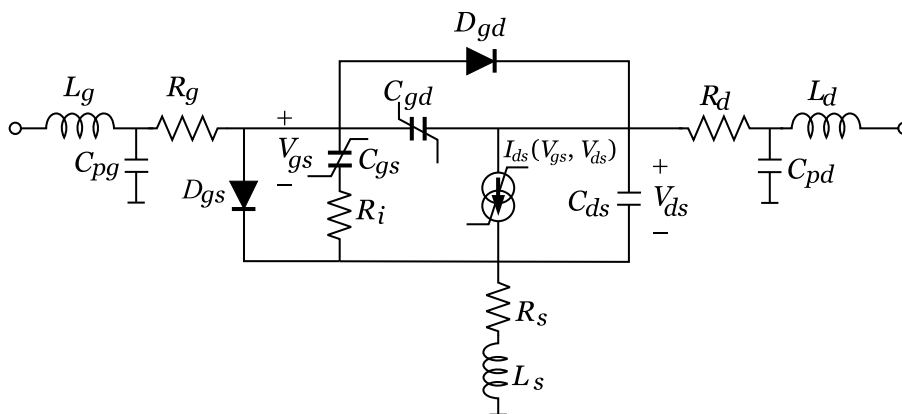 D_gd
L_g
R_g
C_gd
R_d
L_d
C_pg
+
V_gs
−
C_gs
I_ds(V_gs, V_ds)
+
C_pd
D_gs
R_i
C_ds
V_ds
−
R_s
L_s